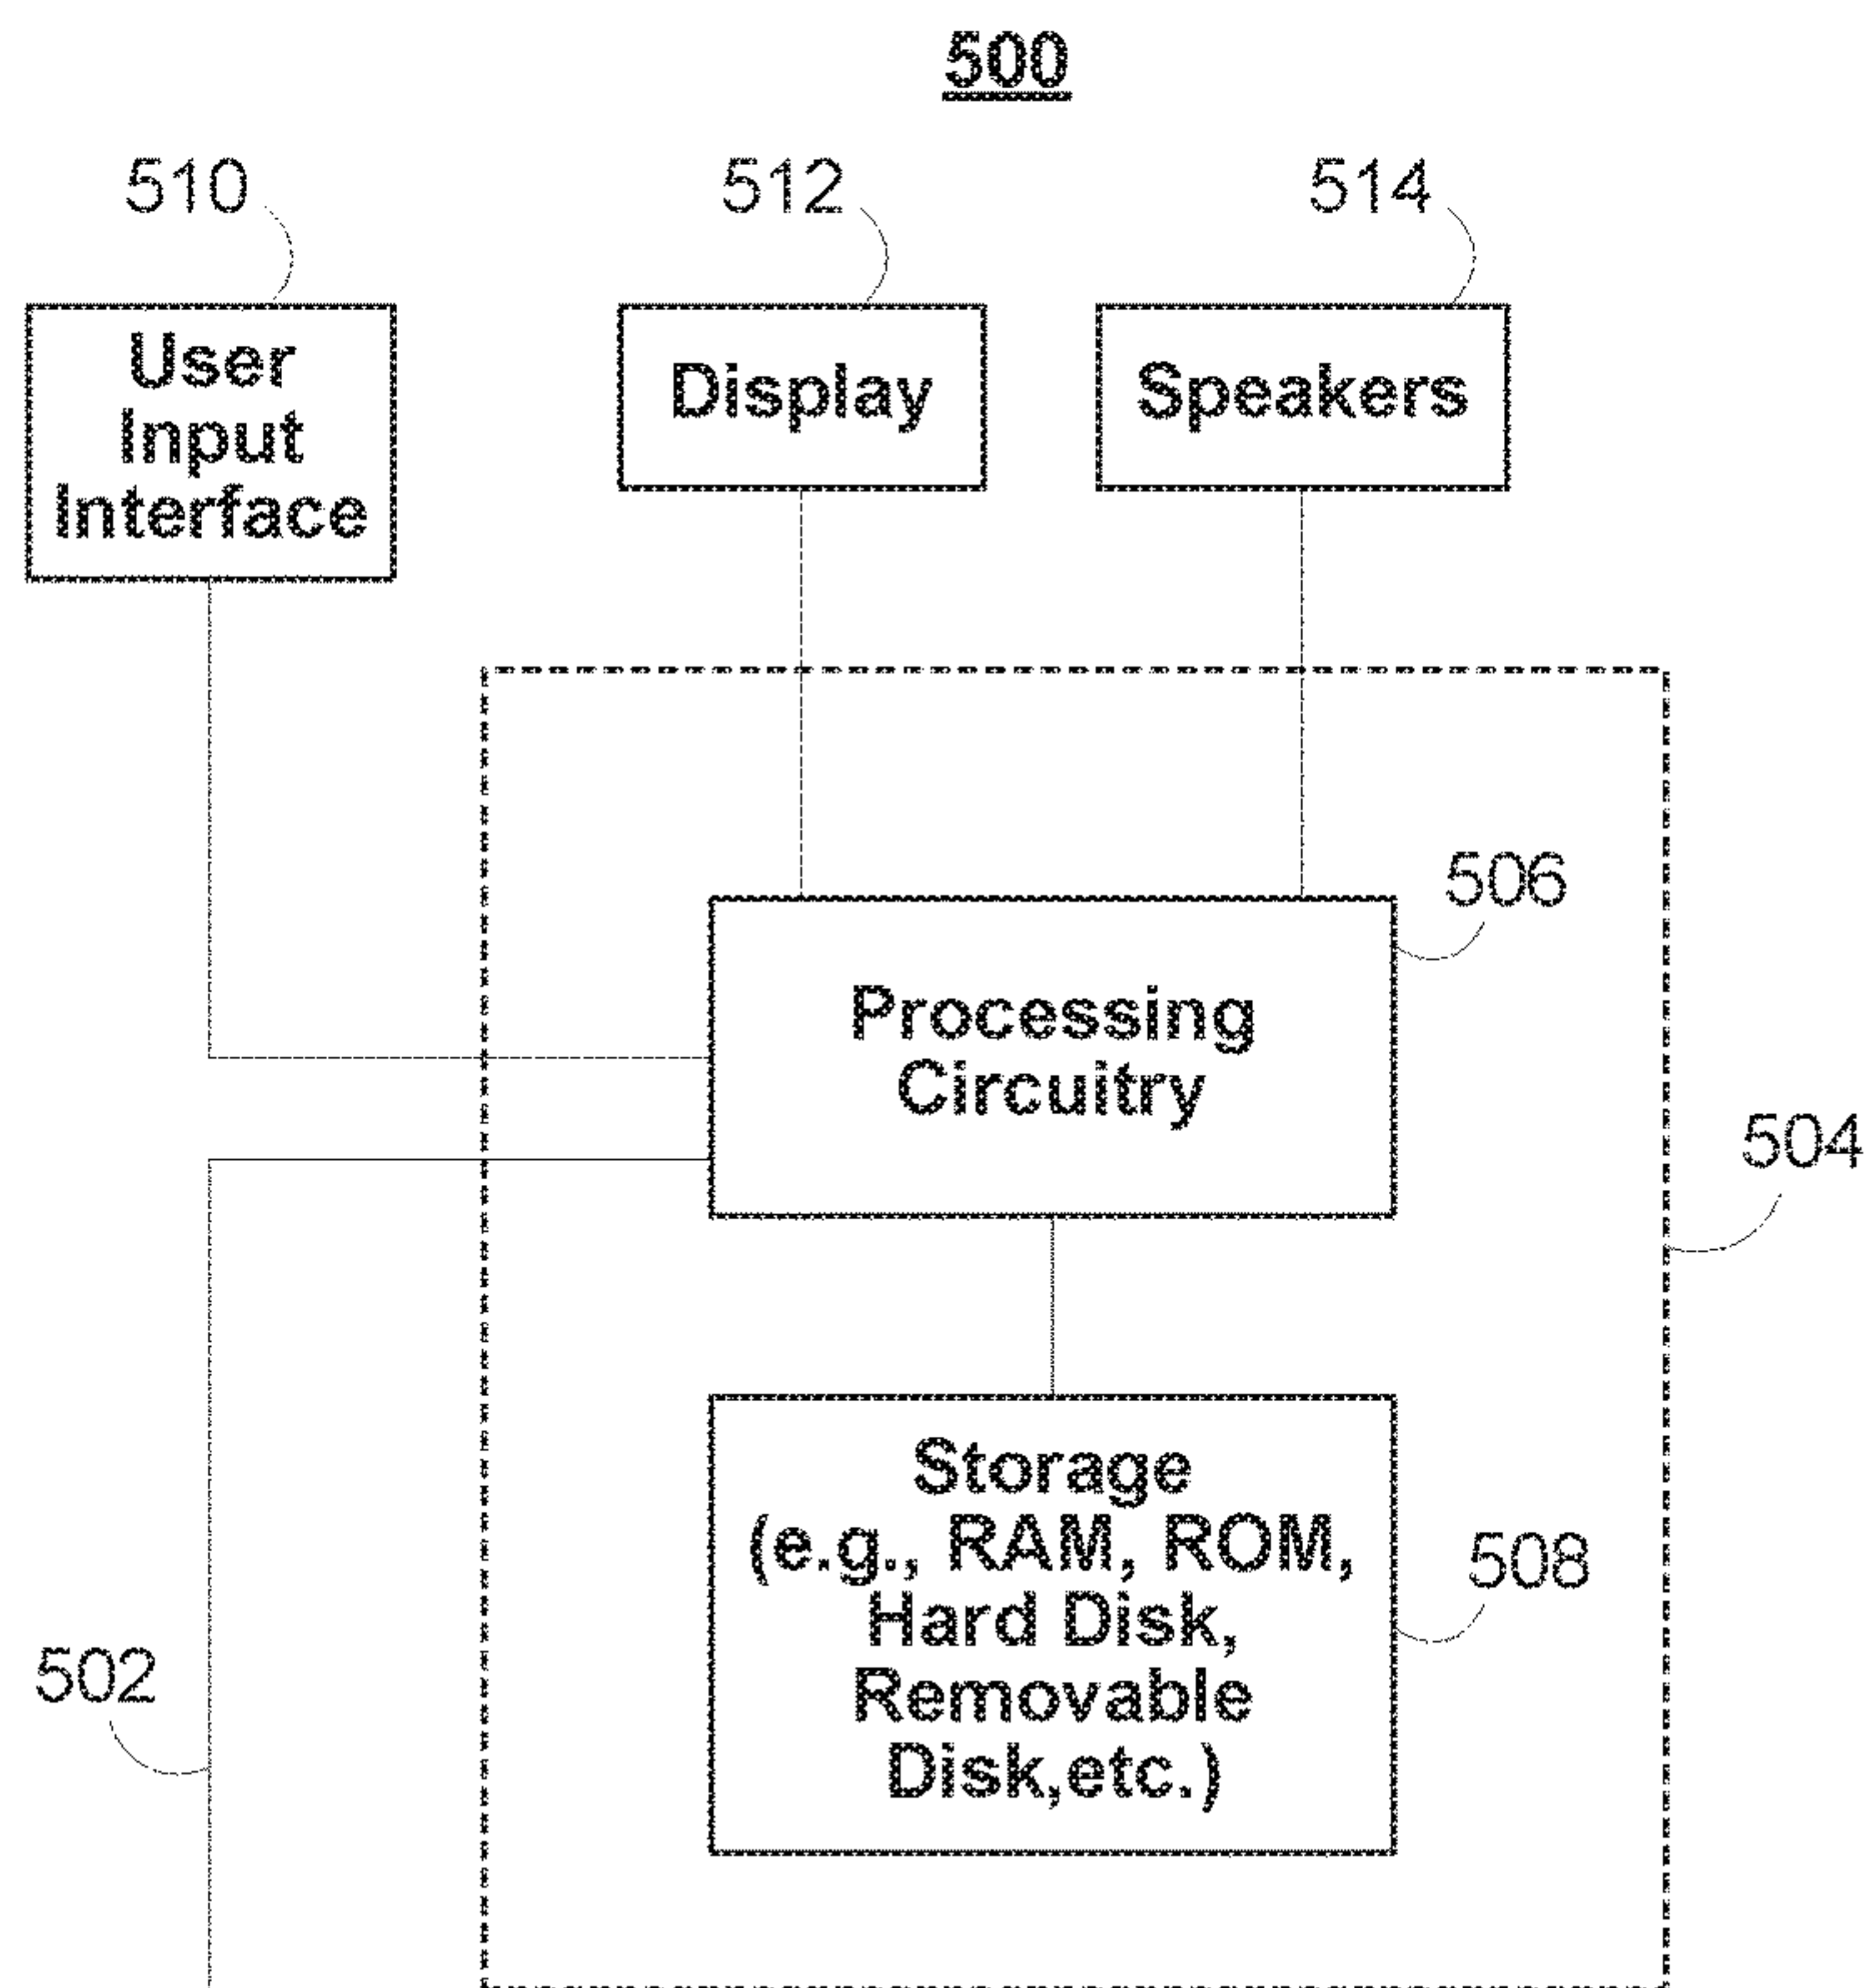 500
510
512
514
User
Input
Interface
Display
Speakers
506
Processing
Circuitry
504
Storage
(e.g., RAM, ROM,
Hard Disk,
Removable
Disk,etc.)
508
502